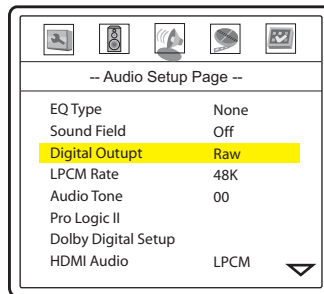 -- Audio Setup Page --
EQ Type None
Sound Field Off
Digital Outupt Raw
LPCM Rate 48K
Audio Tone 00
Pro Logic II
Dolby Digital Setup
HDMI Audio LPCM